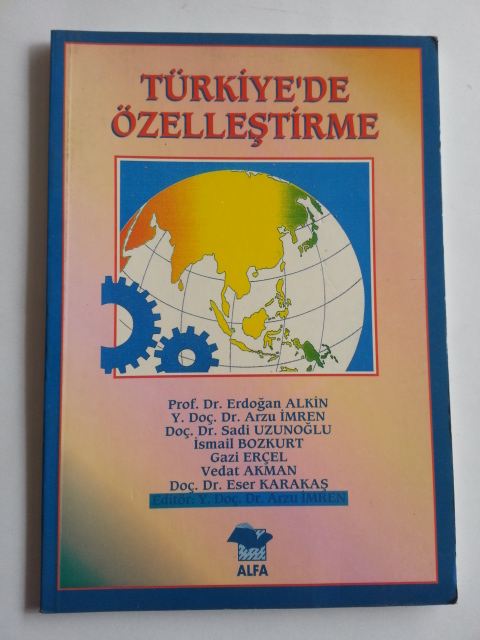 TÜRKİYE'DE
ÖZELLEŞTİRME
Prof. Dr. Erdoğan ALKİN
Y. Doç. Dr. Arzu İMREN
Doç. Dr. Sadi UZUNOĞLU
İsmail BOZKURT
Gazi ERÇEL
Vedat AKMAN
Doç. Dr. Eser KARAKAŞ
Editör: Y. Doç. Dr. Arzu İMREN
ALFA